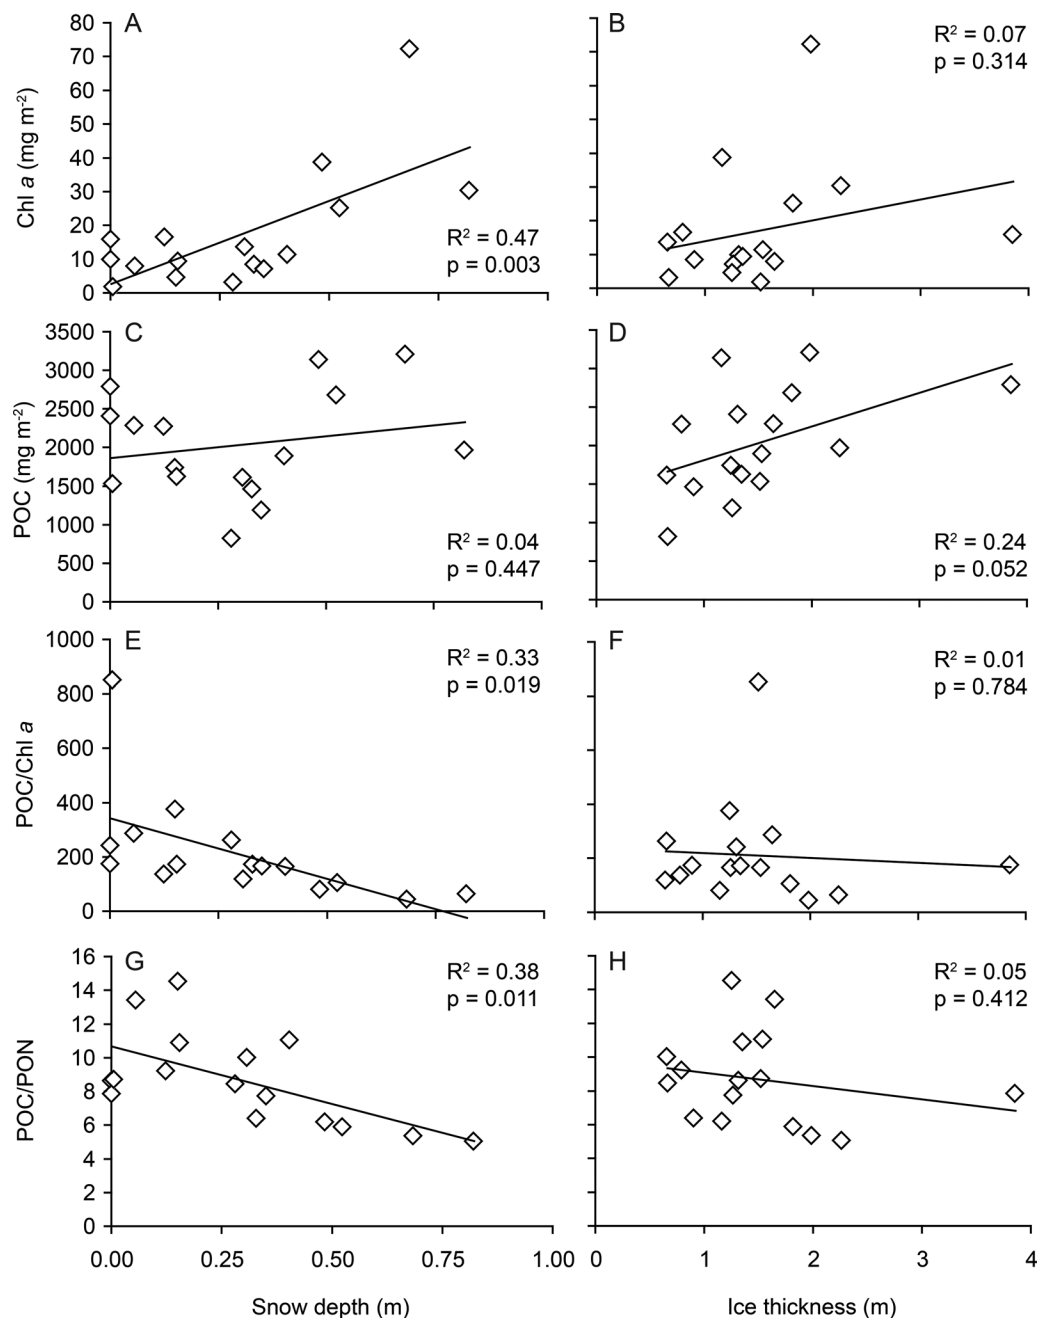 A
80
70
60
50
40
30
20
10
0
Chl a (mg m-2)
R2 = 0.47
p = 0.003
B
R2 = 0.07
p = 0.314
C
3500
3000
2500
2000
1500
1000
500
0
POC (mg m-2)
R2 = 0.04
p = 0.447
D
R2 = 0.24
p = 0.052
E
1000
800
600
400
200
0
POC/Chl a
R2 = 0.33
p = 0.019
F
R2 = 0.01
p = 0.784
G
16
14
12
10
8
6
4
2
0
POC/PON
R2 = 0.38
p = 0.011
0.00 0.25 0.50 0.75 1.00
Snow depth (m)
H
R2 = 0.05
p = 0.412
0 1 2 3 4
Ice thickness (m)